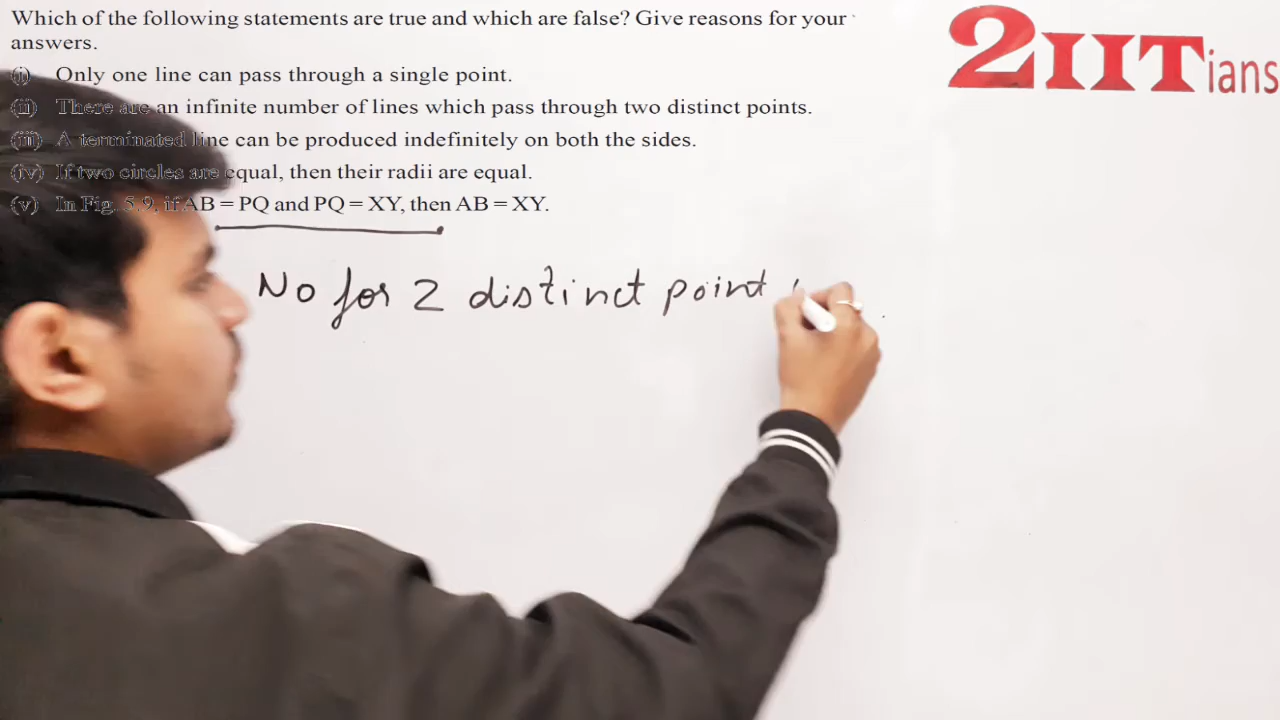 Which of the following statements are true and which are false? Give reasons for your
answers.
(i) Only one line can pass through a single point.
(ii) There are an infinite number of lines which pass through two distinct points.
(iii) A terminated line can be produced indefinitely on both the sides.
(iv) If two circles are equal, then their radii are equal.
(v) In Fig. 5.9, if AB = PQ and PQ = XY, then AB = XY.
2IITians
No for 2 distinct point